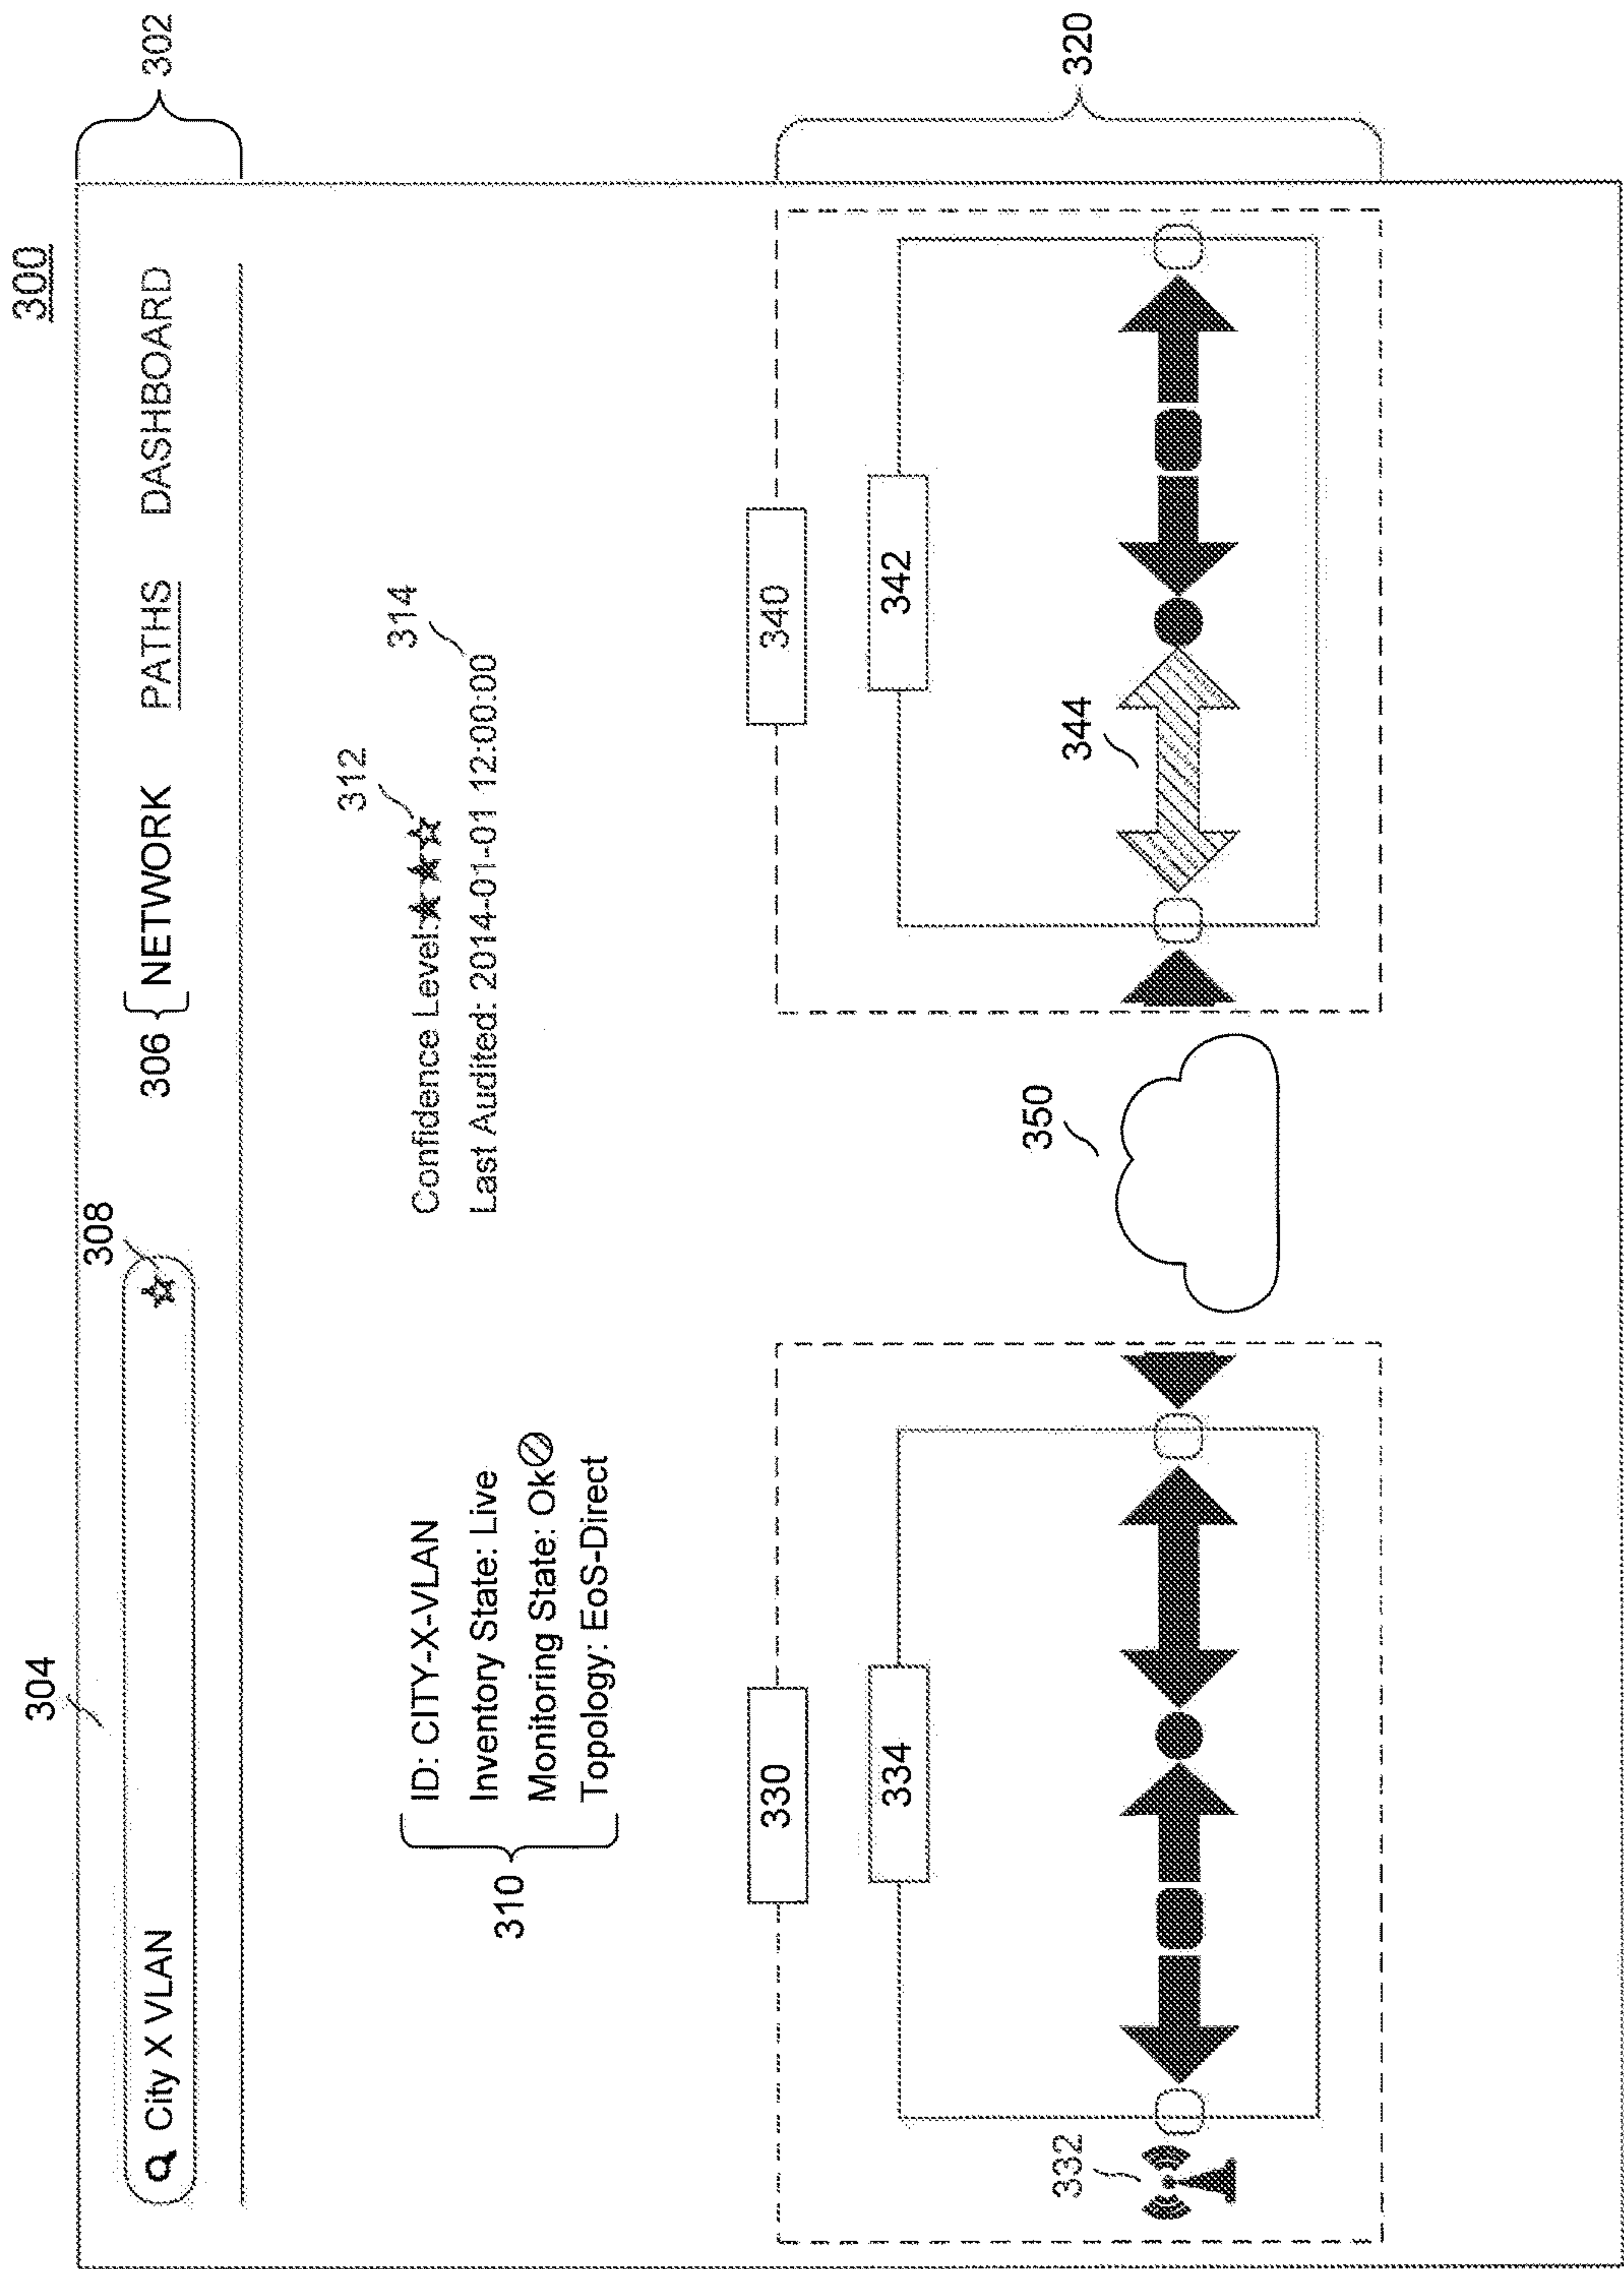 300
302
304
308
City X VLAN
306
NETWORK
PATHS
DASHBOARD
310
ID: CITY-X-VLAN
Inventory State: Live
Monitoring State: Ok
Topology: EoS-Direct
312
Confidence Level:
314
Last Audited: 2014-01-01 12:00:00
320
330
334
332
350
340
342
344